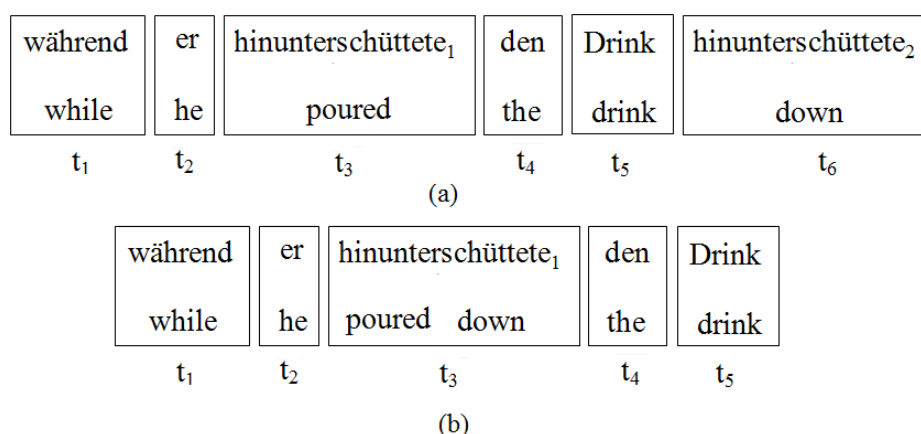 während er hinunterschüttete₁ den Drink hinunterschüttete₂
while he poured the drink down
t₁ t₂ t₃ t₄ t₅ t₆
(a)
während er hinunterschüttete₁ den Drink
while he poured down the drink
t₁ t₂ t₃ t₄ t₅
(b)